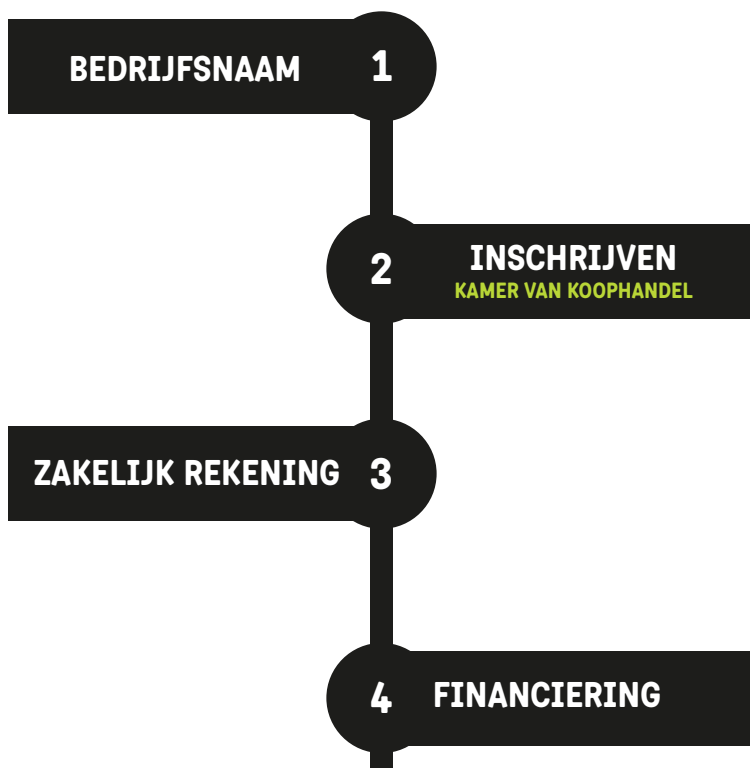 BEDRIJFSNAAM 1
2 INSCHRIJVEN
KAMER VAN KOOPHANDEL
ZAKELIJK REKENING 3
4 FINANCIERING